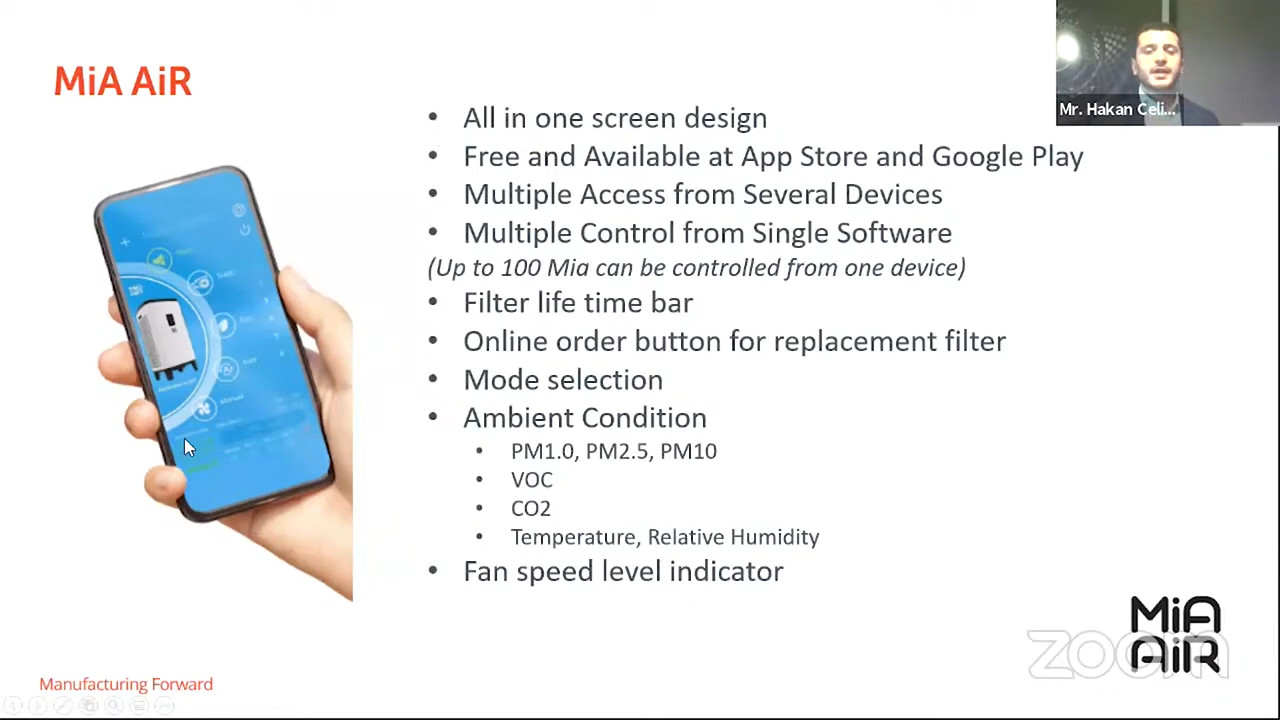 MiA AiR
Mr. Hakan Celi...
• All in one screen design
• Free and Available at App Store and Google Play
• Multiple Access from Several Devices
• Multiple Control from Single Software
(Up to 100 Mia can be controlled from one device)
• Filter life time bar
• Online order button for replacement filter
• Mode selection
• Ambient Condition
• PM1.0, PM2.5, PM10
• VOC
• CO2
• Temperature, Relative Humidity
• Fan speed level indicator
MiA
AiR
zoom
Manufacturing Forward